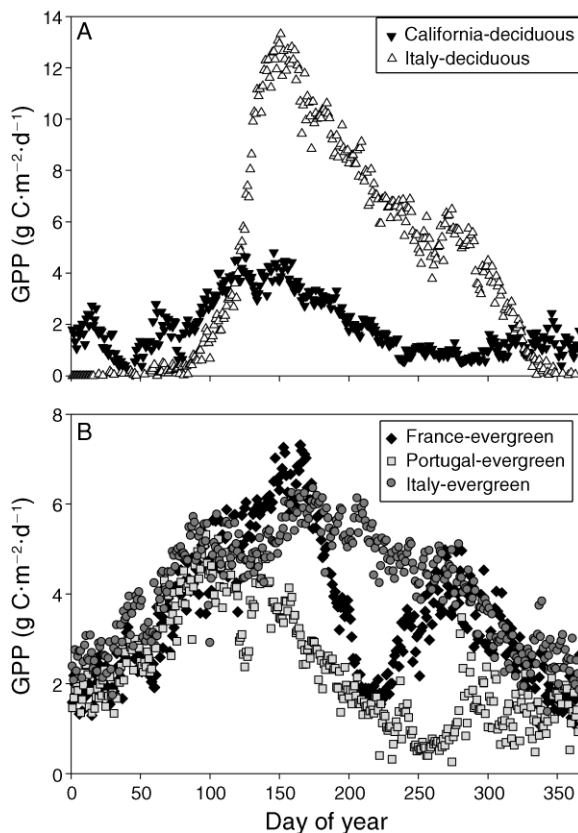 A
California-deciduous
Italy-deciduous
GPP (g C·m⁻²·d⁻¹)
14
12
10
8
6
4
2
0
B
France-evergreen
Portugal-evergreen
Italy-evergreen
GPP (g C·m⁻²·d⁻¹)
8
6
4
2
0
0 50 100 150 200 250 300 350
Day of year